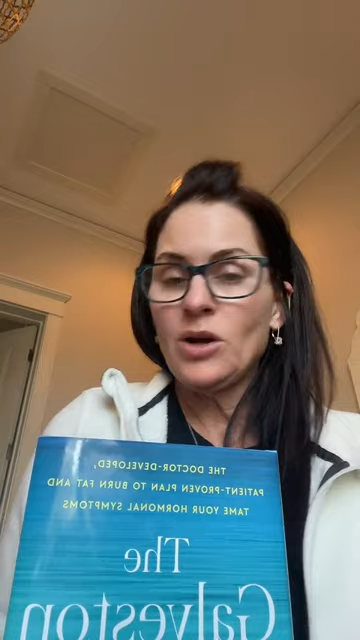 THE DOCTOR-DEVELOPED,
PATIENT-PROVEN PLAN TO BURN FAT AND
TAME YOUR HORMONAL SYMPTOMS
The
Galveston